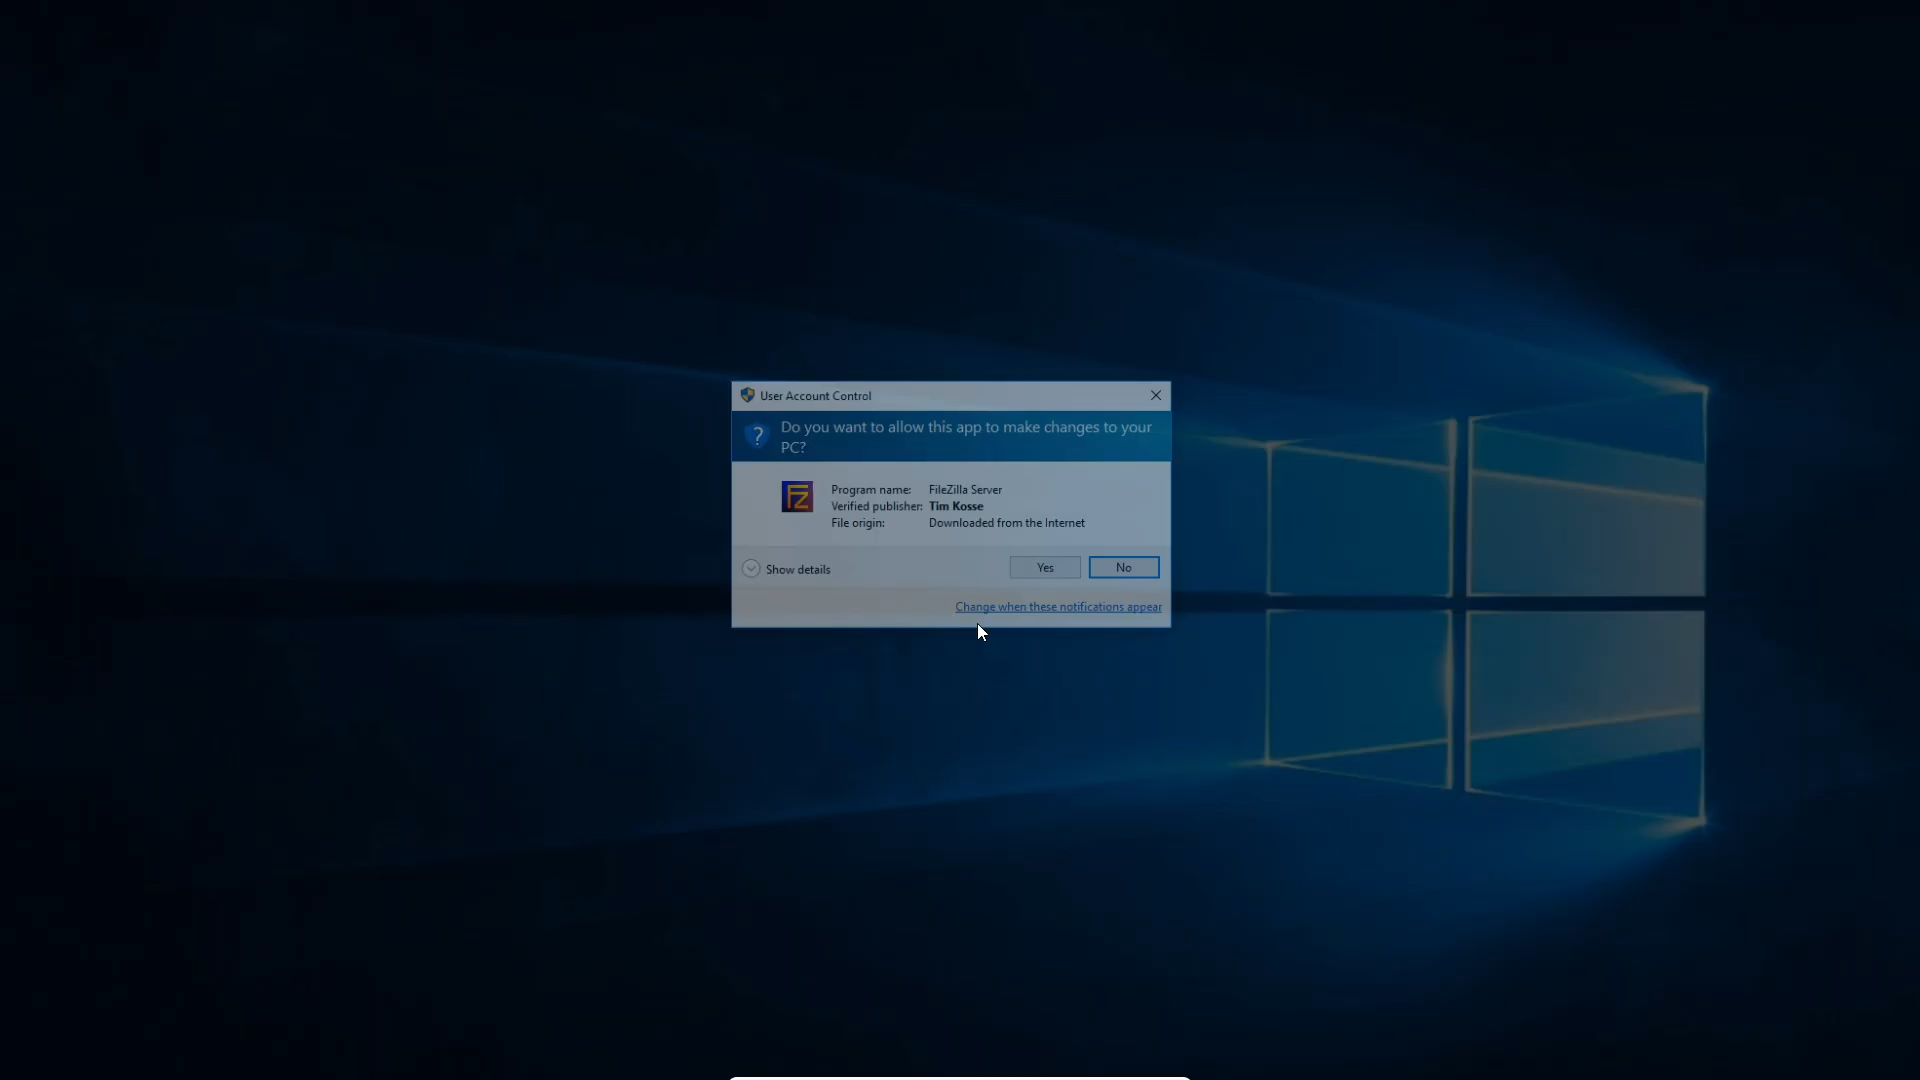 User Account Control
?
Do you want to allow this app to make changes to your
PC?
FZ
Program name: FileZilla Server
Verified publisher: Tim Kosse
File origin: Downloaded from the Internet
Show details
Yes
No
Change when these notifications appear